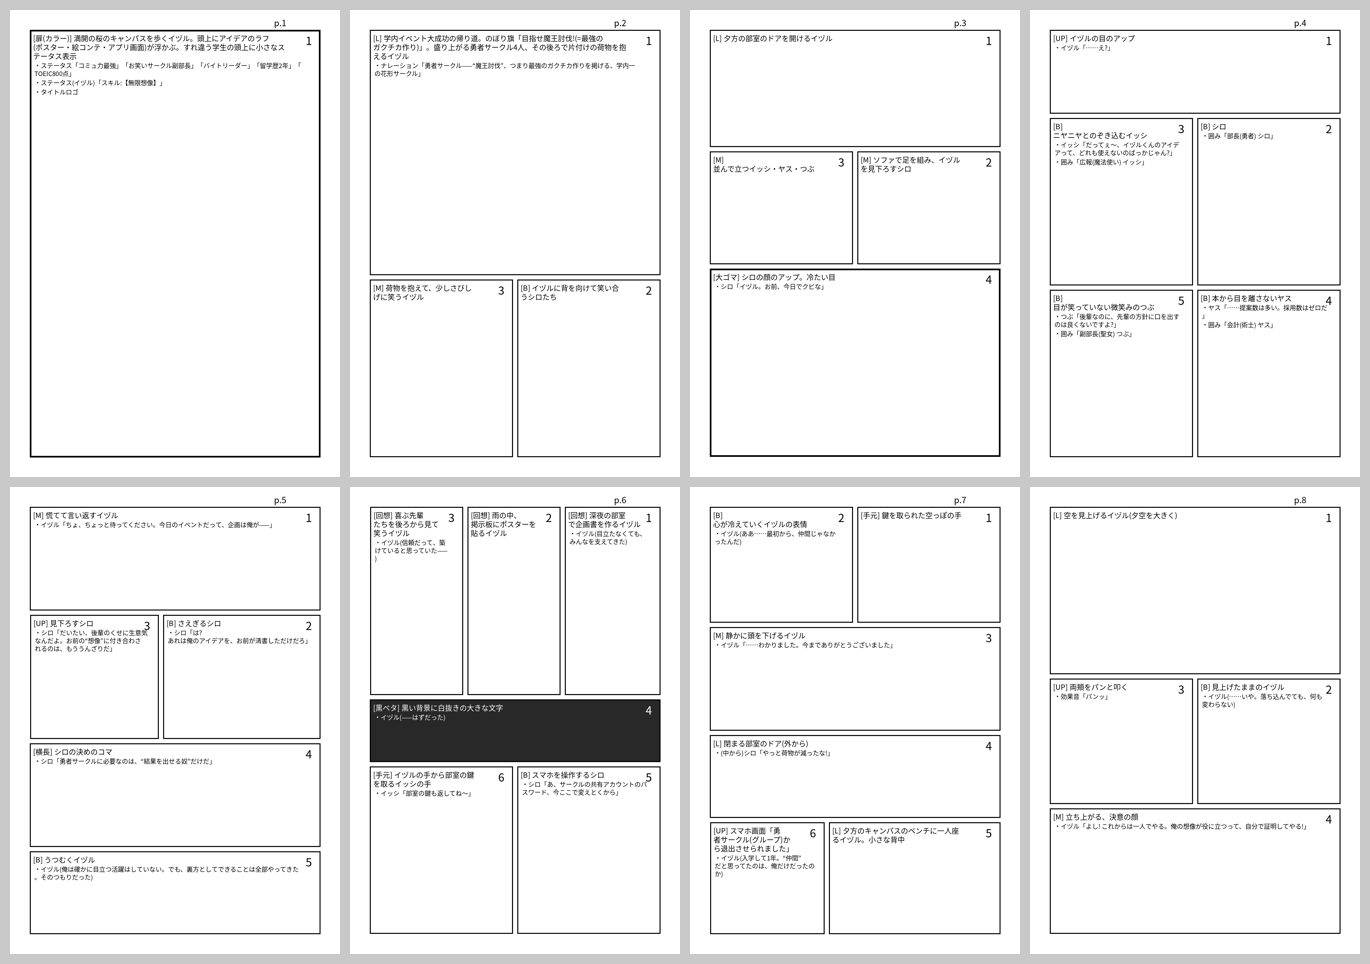 p.1
[扉(カラー)] 満開の桜のキャンパスを歩くイヅル。頭上にアイデアのラフ
(ポスター・絵コンテ・アプリ画面)が浮かぶ。すれ違う学生の頭上に小さなス
テータス表示
1
・ステータス「コミュ力最強」「お笑いサークル副部長」「バイトリーダー」「留学歴2年」「
TOEIC800点」
・ステータス(イヅル)「スキル:【無限想像】」
・タイトルロゴ
p.2
[L] 学内イベント大成功の帰り道。のぼり旗「目指せ魔王討伐!(=最強の
ガクチカ作り)」。盛り上がる勇者サークル4人、その後ろで片付けの荷物を抱
えるイヅル
1
・ナレーション「勇者サークル――“魔王討伐”、つまり最強のガクチカ作りを掲げる、学内一
の花形サークル」
[B] イヅルに背を向けて笑い合
うシロたち
2
[M] 荷物を抱えて、少しさびし
げに笑うイヅル
3
p.3
[L] 夕方の部室のドアを開けるイヅル
1
[M] ソファで足を組み、イヅル
を見下ろすシロ
2
[M]
並んで立つイッシ・ヤス・つぶ
3
[大ゴマ] シロの顔のアップ。冷たい目
4
・シロ「イヅル。お前、今日でクビな」
p.4
[UP] イヅルの目のアップ
1
・イヅル「……え?」
[B] シロ
2
・囲み「部長(勇者) シロ」
[B]
ニヤニヤとのぞき込むイッシ
3
・イッシ「だってぇ〜、イヅルくんのアイデ
アって、どれも使えないのばっかじゃん?」
・囲み「広報(魔法使い) イッシ」
[B] 本から目を離さないヤス
4
・ヤス「……提案数は多い。採用数はゼロだ
」
・囲み「会計(術士) ヤス」
[B]
目が笑っていない微笑みのつぶ
5
・つぶ「後輩なのに、先輩の方針に口を出す
のは良くないですよ?」
・囲み「副部長(聖女) つぶ」
p.5
[M] 慌てて言い返すイヅル
1
・イヅル「ちょ、ちょっと待ってください。今日のイベントだって、企画は俺が――」
[B] さえぎるシロ
2
・シロ「は?
あれは俺のアイデアを、お前が清書しただけだろ」
[UP] 見下ろすシロ
3
・シロ「だいたい、後輩のくせに生意気
なんだよ。お前の“想像”に付き合わさ
れるのは、もううんざりだ」
[横長] シロの決めのコマ
4
・シロ「勇者サークルに必要なのは、“結果を出せる奴”だけだ」
[B] うつむくイヅル
5
・イヅル(俺は確かに目立つ活躍はしていない。でも、裏方としてできることは全部やってきた
。そのつもりだった)
p.6
[回想] 深夜の部室
で企画書を作るイヅル
1
・イヅル(目立たなくても、
みんなを支えてきた)
[回想] 雨の中、
掲示板にポスターを
貼るイヅル
2
[回想] 喜ぶ先輩
たちを後ろから見て
笑うイヅル
3
・イヅル(信頼だって、築
けていると思っていた――
)
[黒ベタ] 黒い背景に白抜きの大きな文字
4
・イヅル(――はずだった)
[B] スマホを操作するシロ
5
・シロ「あ、サークルの共有アカウントのパ
スワード、今ここで変えとくから」
[手元] イヅルの手から部室の鍵
を取るイッシの手
6
・イッシ「部室の鍵も返してね〜」
p.7
[手元] 鍵を取られた空っぽの手
1
[B]
心が冷えていくイヅルの表情
2
・イヅル(ああ……最初から、仲間じゃなか
ったんだ)
[M] 静かに頭を下げるイヅル
3
・イヅル「……わかりました。今までありがとうございました」
[L] 閉まる部室のドア(外から)
4
・(中から)シロ「やっと荷物が減ったな!」
[L] 夕方のキャンパスのベンチに一人座
るイヅル。小さな背中
5
[UP] スマホ画面「勇
者サークル(グループ)か
ら退出させられました」
6
・イヅル(入学して1年。“仲間”
だと思ってたのは、俺だけだったの
か)
p.8
[L] 空を見上げるイヅル(夕空を大きく)
1
[B] 見上げたままのイヅル
2
・イヅル(……いや。落ち込んでても、何も
変わらない)
[UP] 両頬をパンと叩く
3
・効果音「パンッ」
[M] 立ち上がる、決意の顔
4
・イヅル「よし! これからは一人でやる。俺の想像が役に立つって、自分で証明してやる!」